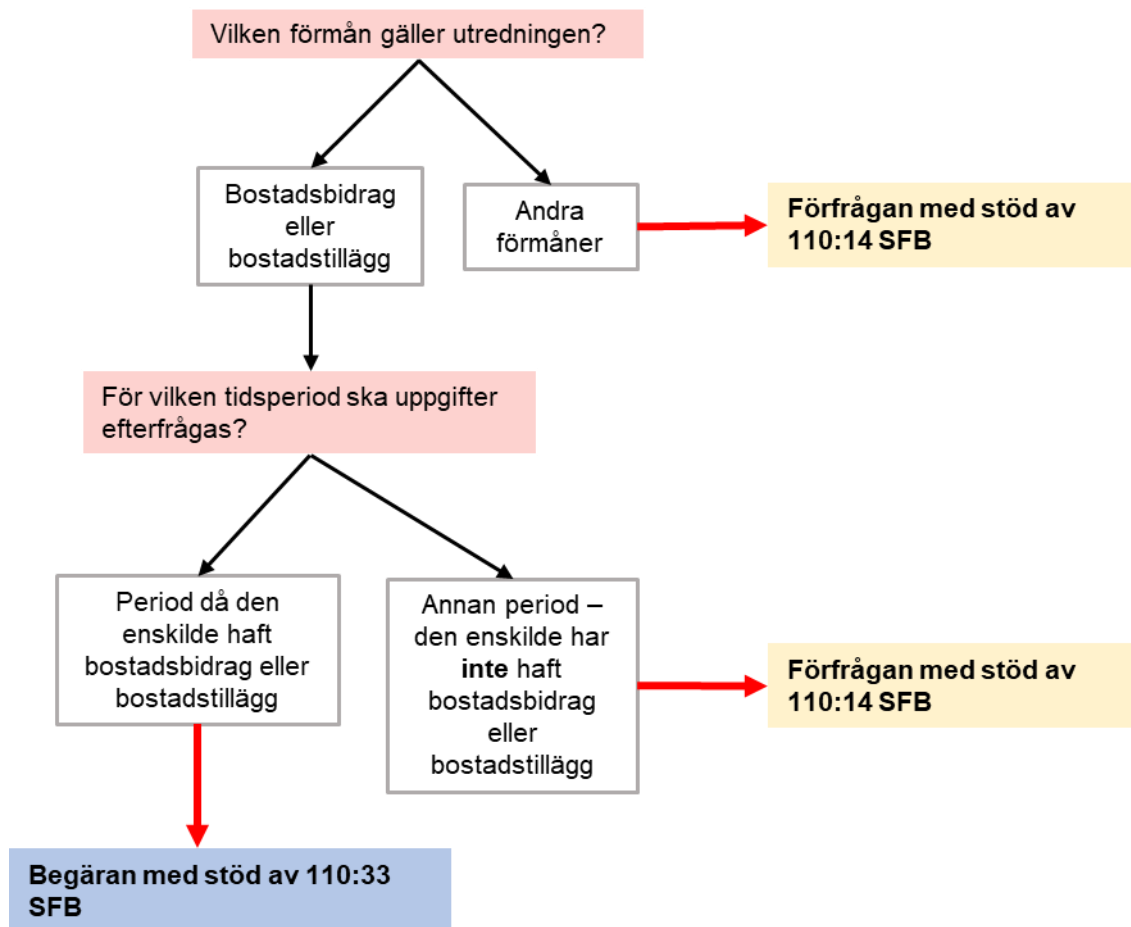 Vilken förmån gäller utredningen?
Bostadsbidrag
eller
bostadstillägg
Andra
förmåner
Förfrågan med stöd av
110:14 SFB
För vilken tidsperiod ska uppgifter
efterfrågas?
Period då den
enskilde haft
bostadsbidrag eller
bostadstillägg
Annan period –
den enskilde har
inte haft
bostadsbidrag
eller
bostadstillägg
Förfrågan med stöd av
110:14 SFB
Begäran med stöd av 110:33
SFB